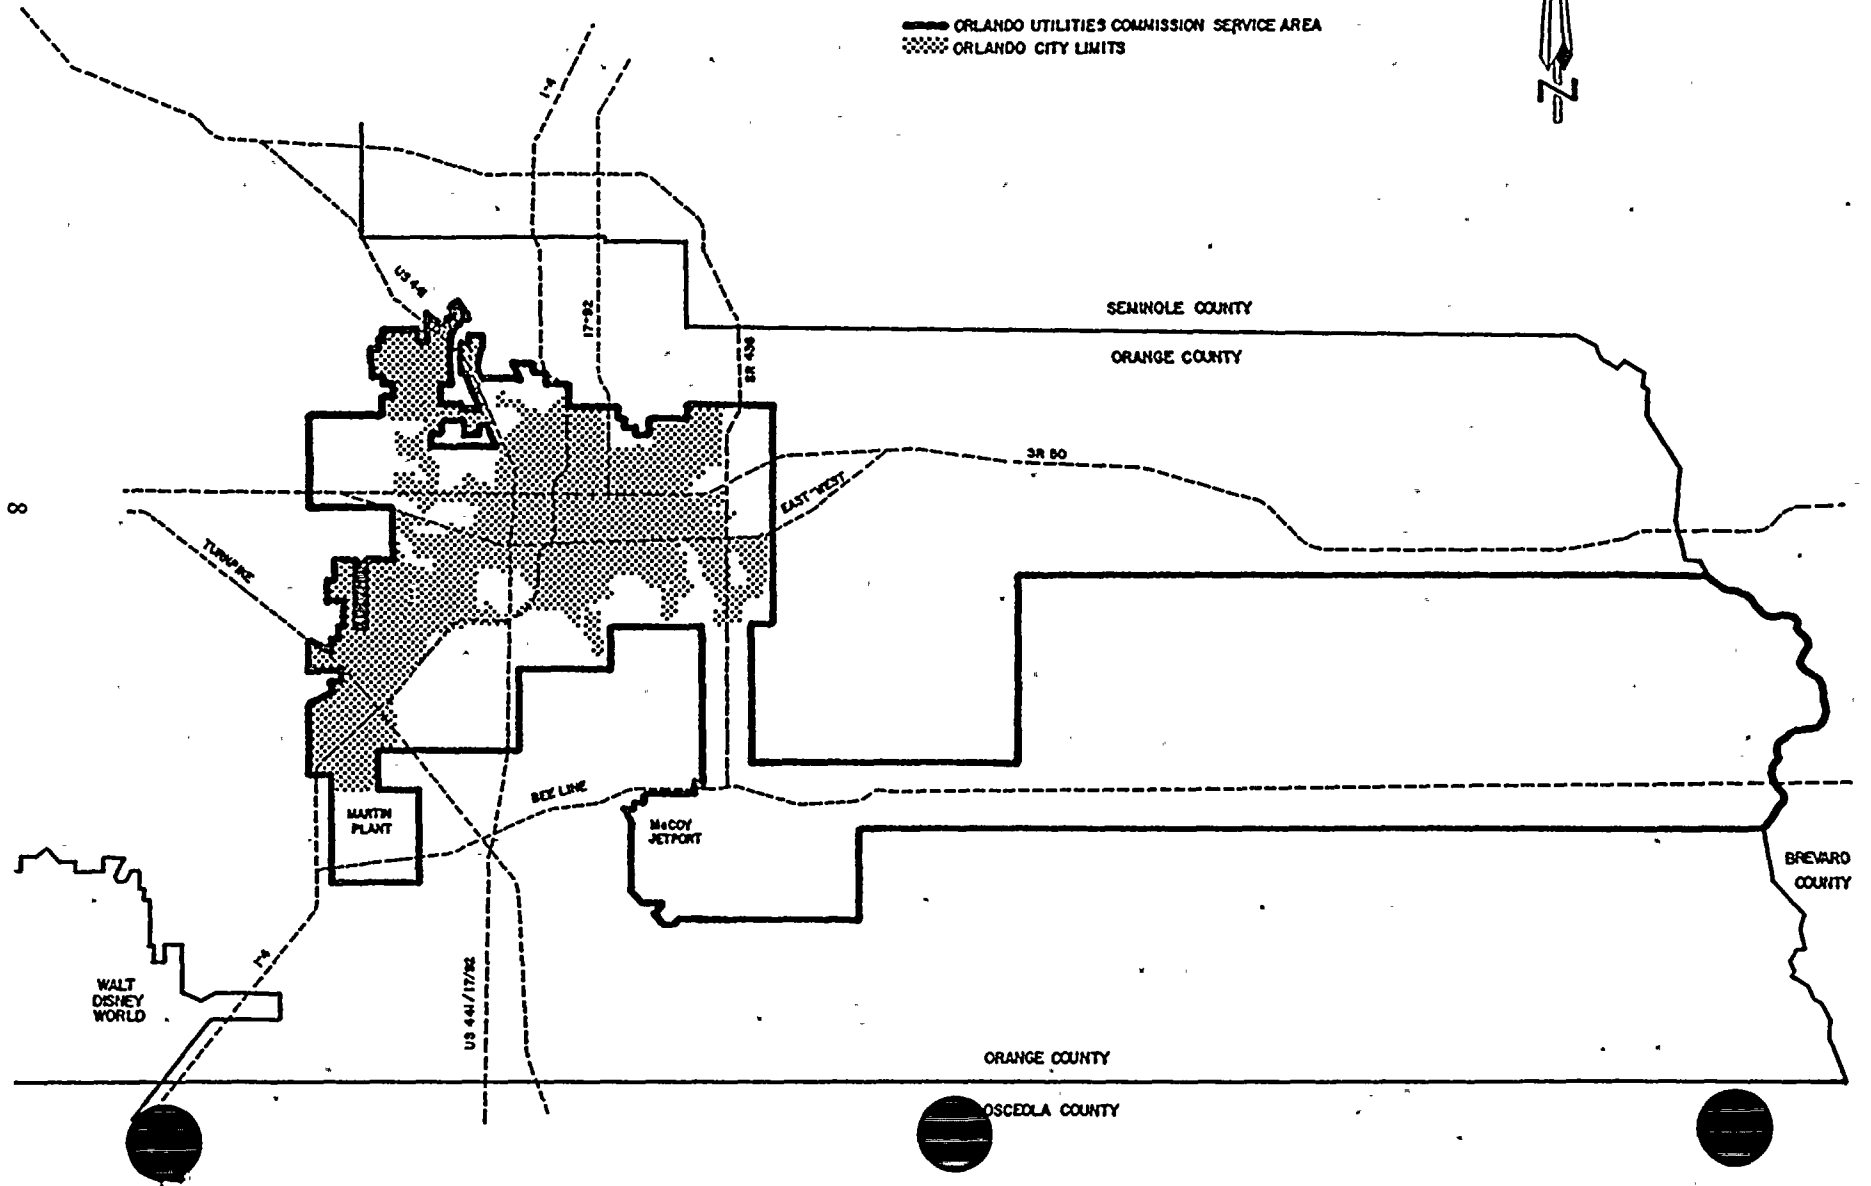 ORLANDO UTILITIES COMMISSION SERVICE AREA
ORLANDO CITY LIMITS
N
I-4
US 441
17-92
SR 436
SEMINOLE COUNTY
ORANGE COUNTY
SR 50
EAST-WEST
8
TURNPIKE
BEE LINE
MARTIN
PLANT
McCOY
JETPORT
BREVARD
COUNTY
I-4
US 441/17/92
WALT
DISNEY
WORLD
ORANGE COUNTY
OSCEOLA COUNTY